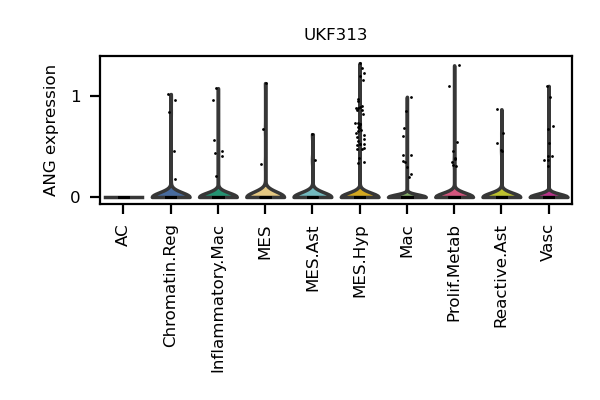 UKF313
ANG expression
1
0
AC
Chromatin.Reg
Inflammatory.Mac
MES
MES.Ast
MES.Hyp
Mac
Prolif.Metab
Reactive.Ast
Vasc